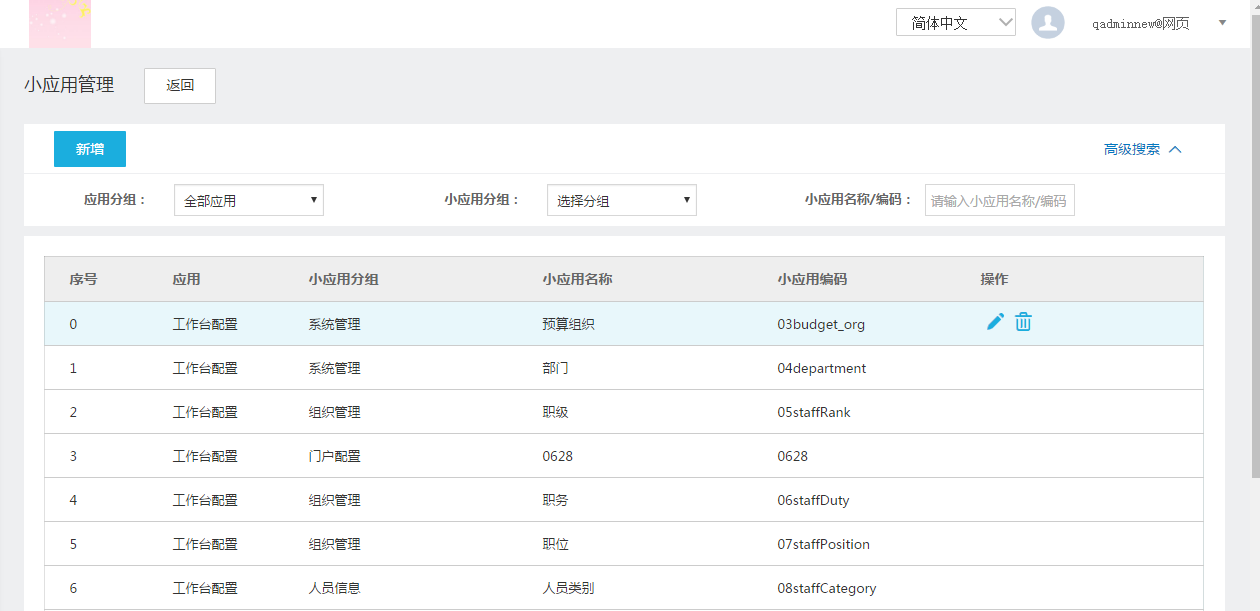 简体中文 qadminnew@网页
小应用管理 返回
新增 高级搜索
应用分组： 全部应用 小应用分组： 选择分组 小应用名称/编码： 请输入小应用名称/编码
序号 应用 小应用分组 小应用名称 小应用编码 操作
0 工作台配置 系统管理 预算组织 03budget_org
1 工作台配置 系统管理 部门 04department
2 工作台配置 组织管理 职级 05staffRank
3 工作台配置 门户配置 0628 0628
4 工作台配置 组织管理 职务 06staffDuty
5 工作台配置 组织管理 职位 07staffPosition
6 工作台配置 人员信息 人员类别 08staffCategory